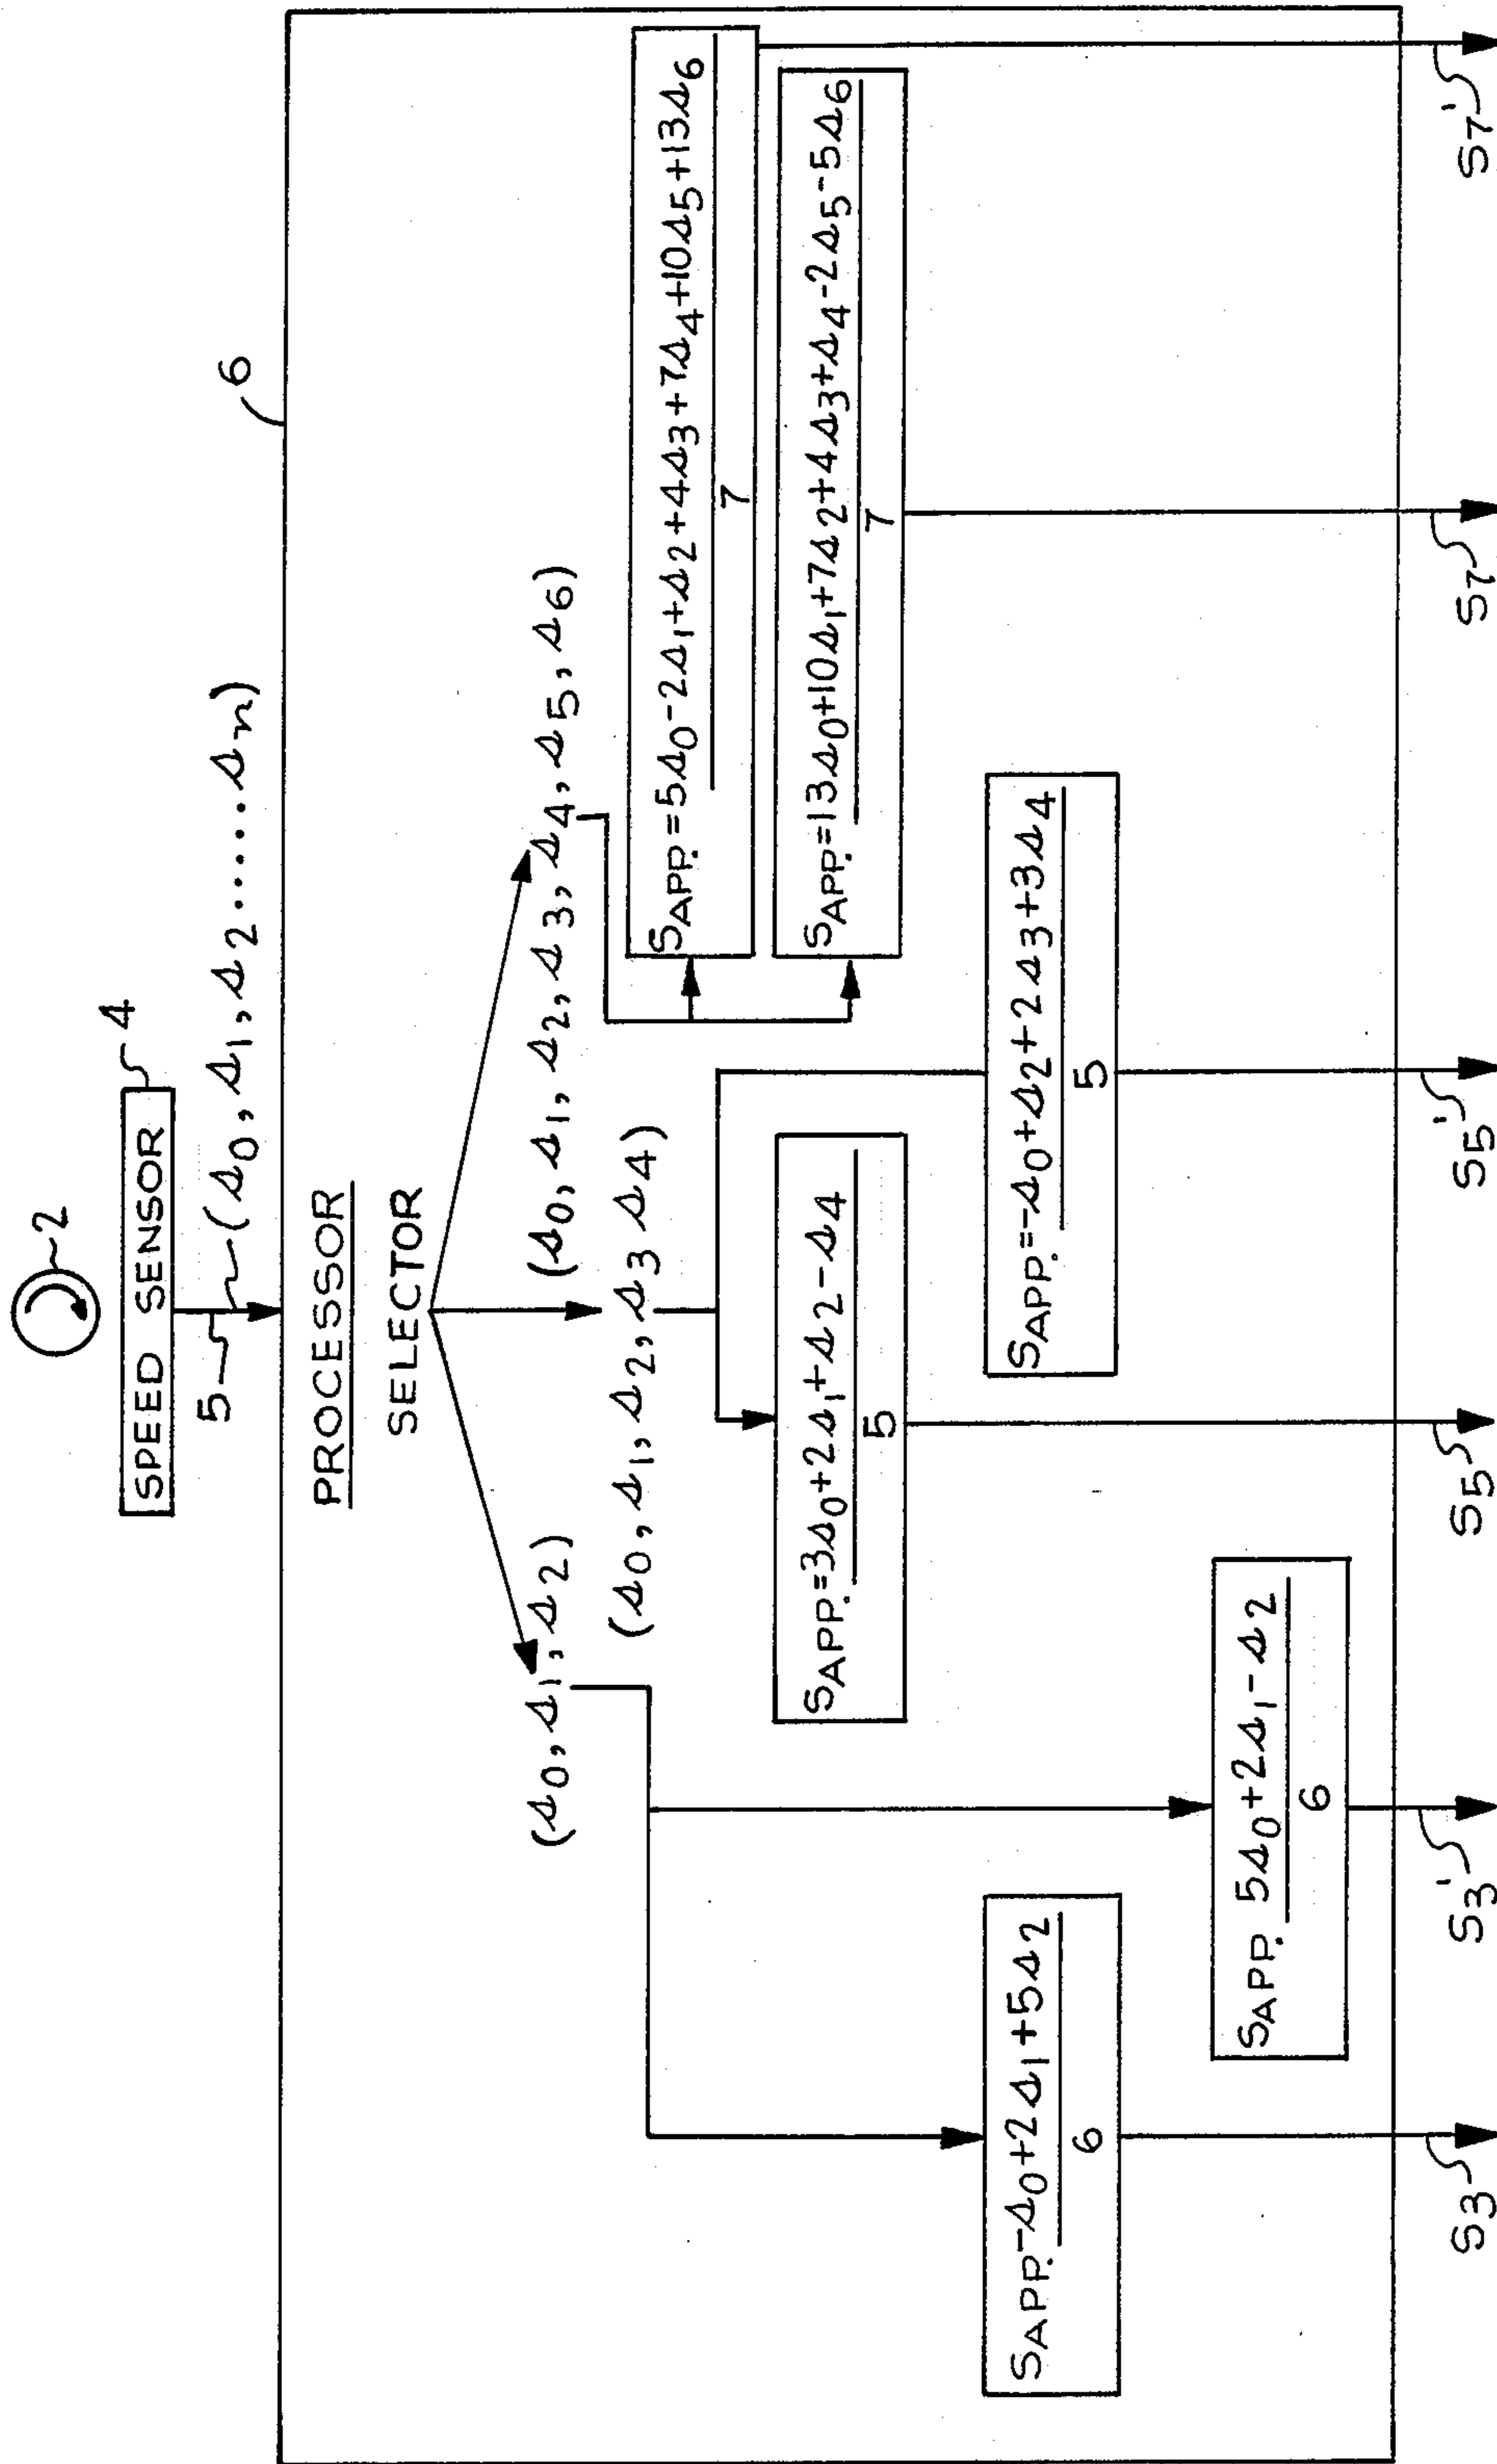 2
SPEED SENSOR
4
5
(s0,s1,s2.....sn)
6
PROCESSOR
SELECTOR
(s0,s1,s2)
(s0,s1,s2,s3 s4)
(s0,s1,s2,s3,s4,s5,s6)
SAPP.=5s0-2s1+s2+4s3+7s4+10s5+13s6
7
SAPP.=13s0+10s1+7s2+4s3+s4-2s5-5s6
7
SAPP.=3s0+2s1+s2-s4
5
SAPP.=-s0+s2+2s3+3s4
5
SAPP.-s0+2s1+5s2
6
SAPP. 5s0+2s1-s2
6
S3
S3'
S5
S5'
S7
S7'